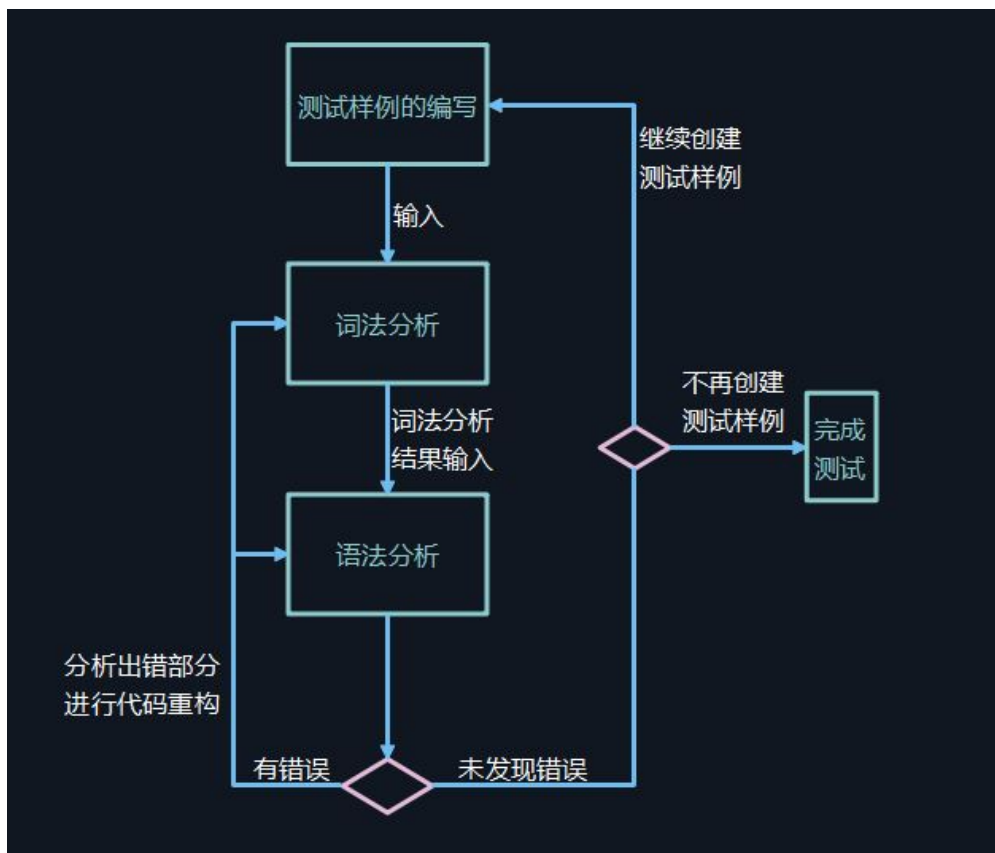 测试样例的编写
继续创建
测试样例
输入
词法分析
不再创建
测试样例
词法分析
结果输入
完成
测试
语法分析
分析出错部分
进行代码重构
有错误
未发现错误